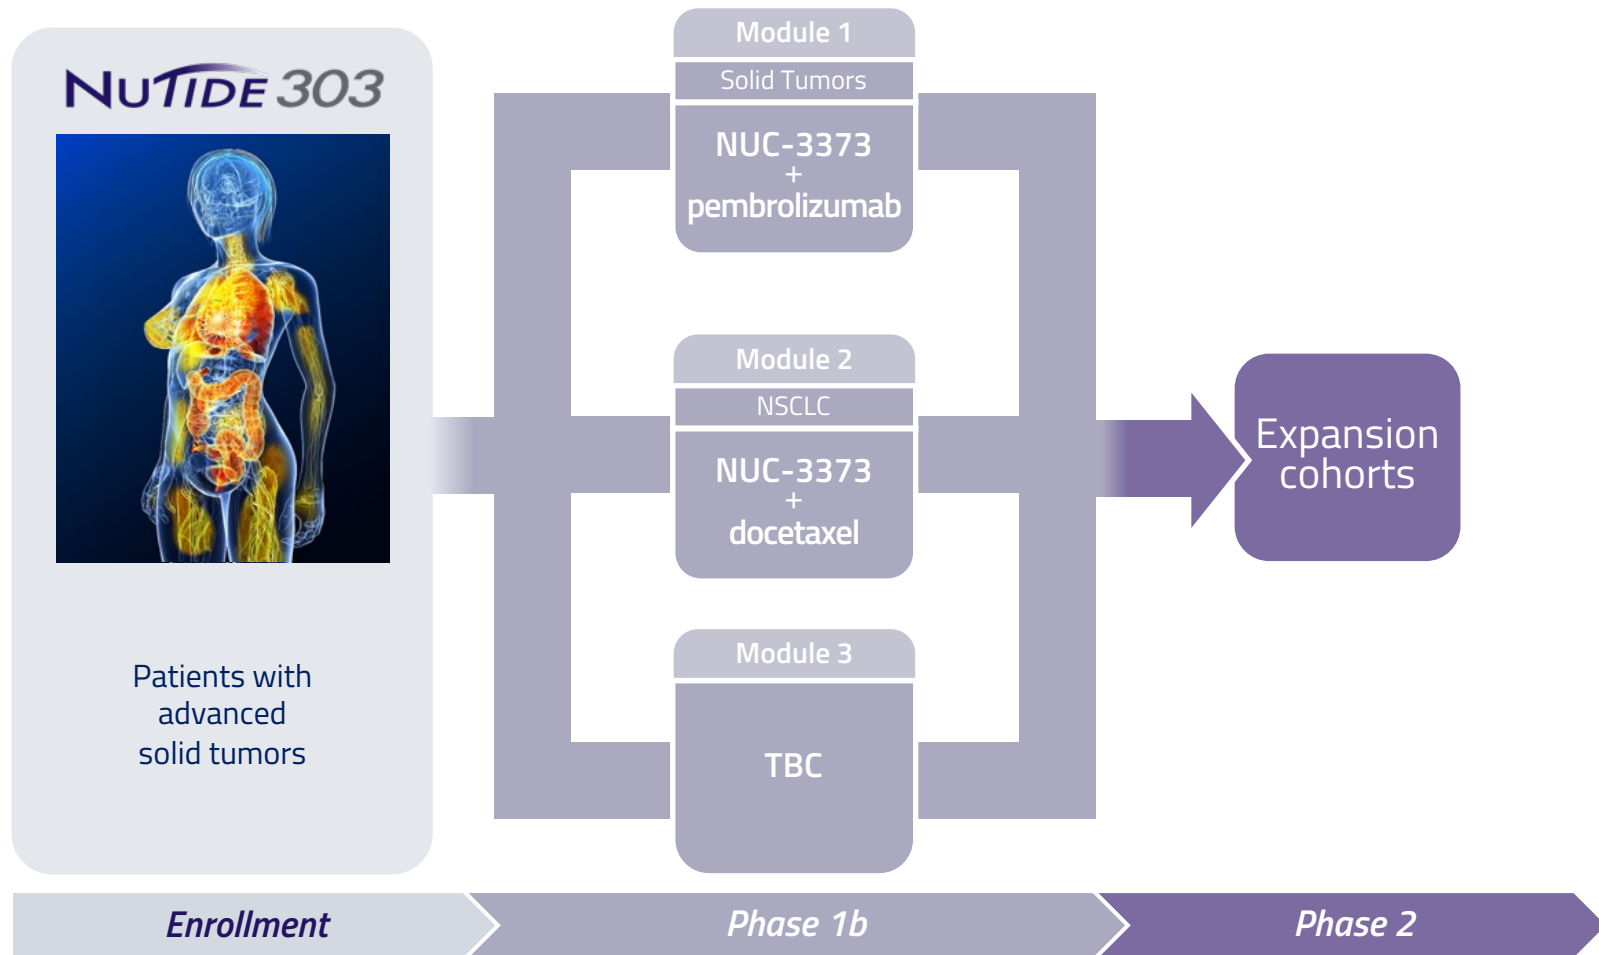 NUTIDE 303
Patients with
advanced
solid tumors
Module 1
Solid Tumors
NUC-3373
+
pembrolizumab
Module 2
NSCLC
NUC-3373
+
docetaxel
Module 3
TBC
Expansion
cohorts
Enrollment
Phase 1b
Phase 2